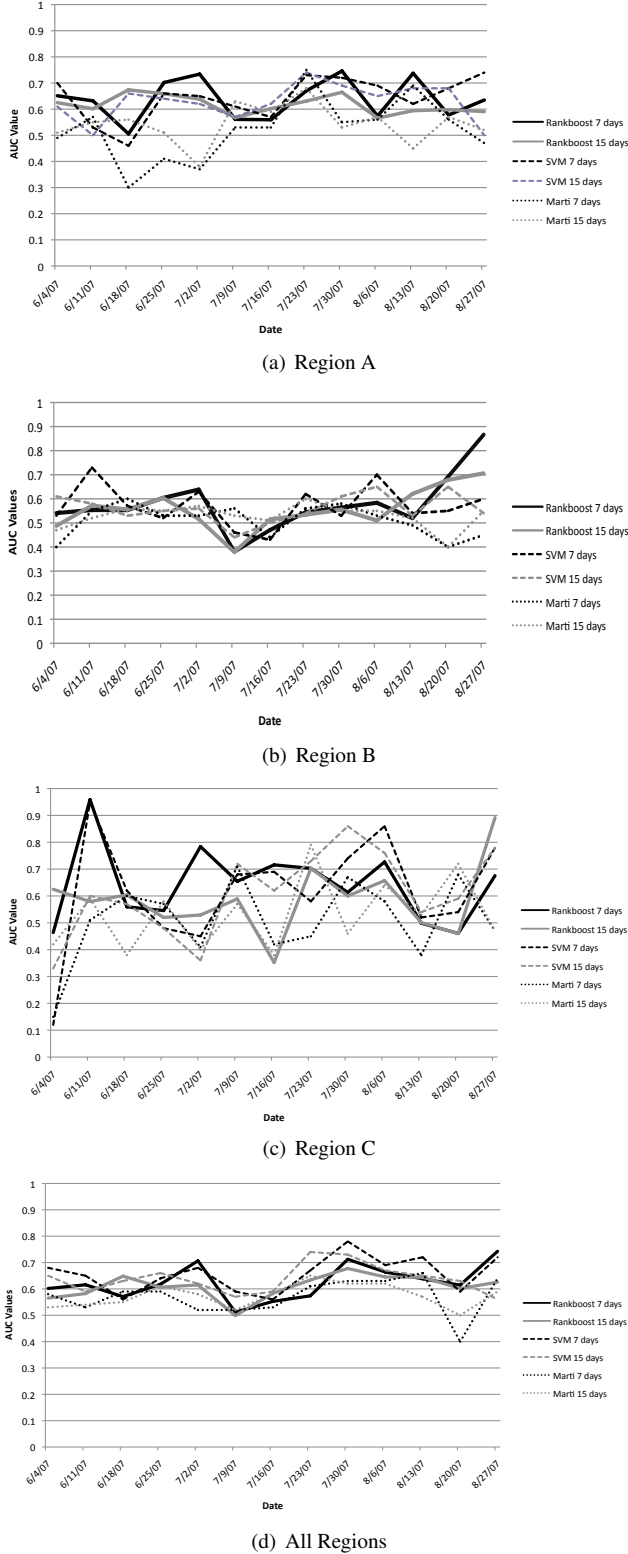 1
0.9
0.8
0.7
0.6
0.5
0.4
0.3
0.2
0.1
0
AUC Value
6/4/07
6/11/07
6/18/07
6/25/07
7/2/07
7/9/07
7/16/07
7/23/07
7/30/07
8/6/07
8/13/07
8/20/07
8/27/07
Date
Rankboost 7 days
Rankboost 15 days
SVM 7 days
SVM 15 days
Marti 7 days
Marti 15 days
(a) Region A
1
0.9
0.8
0.7
0.6
0.5
0.4
0.3
0.2
0.1
0
AUC Values
6/4/07
6/11/07
6/18/07
6/25/07
7/2/07
7/9/07
7/16/07
7/23/07
7/30/07
8/6/07
8/13/07
8/20/07
8/27/07
Date
Rankboost 7 days
Rankboost 15 days
SVM 7 days
SVM 15 days
Marti 7 days
Marti 15 days
(b) Region B
1
0.9
0.8
0.7
0.6
0.5
0.4
0.3
0.2
0.1
0
AUC Value
6/4/07
6/11/07
6/18/07
6/25/07
7/2/07
7/9/07
7/16/07
7/23/07
7/30/07
8/6/07
8/13/07
8/20/07
8/27/07
Date
Rankboost 7 days
Rankboost 15 days
SVM 7 days
SVM 15 days
Marti 7 days
Marti 15 days
(c) Region C
1
0.9
0.8
0.7
0.6
0.5
0.4
0.3
0.2
0.1
0
AUC Values
6/4/07
6/11/07
6/18/07
6/25/07
7/2/07
7/9/07
7/16/07
7/23/07
7/30/07
8/6/07
8/13/07
8/20/07
8/27/07
Date
Rankboost 7 days
Rankboost 15 days
SVM 7 days
SVM 15 days
Marti 7 days
Marti 15 days
(d) All Regions